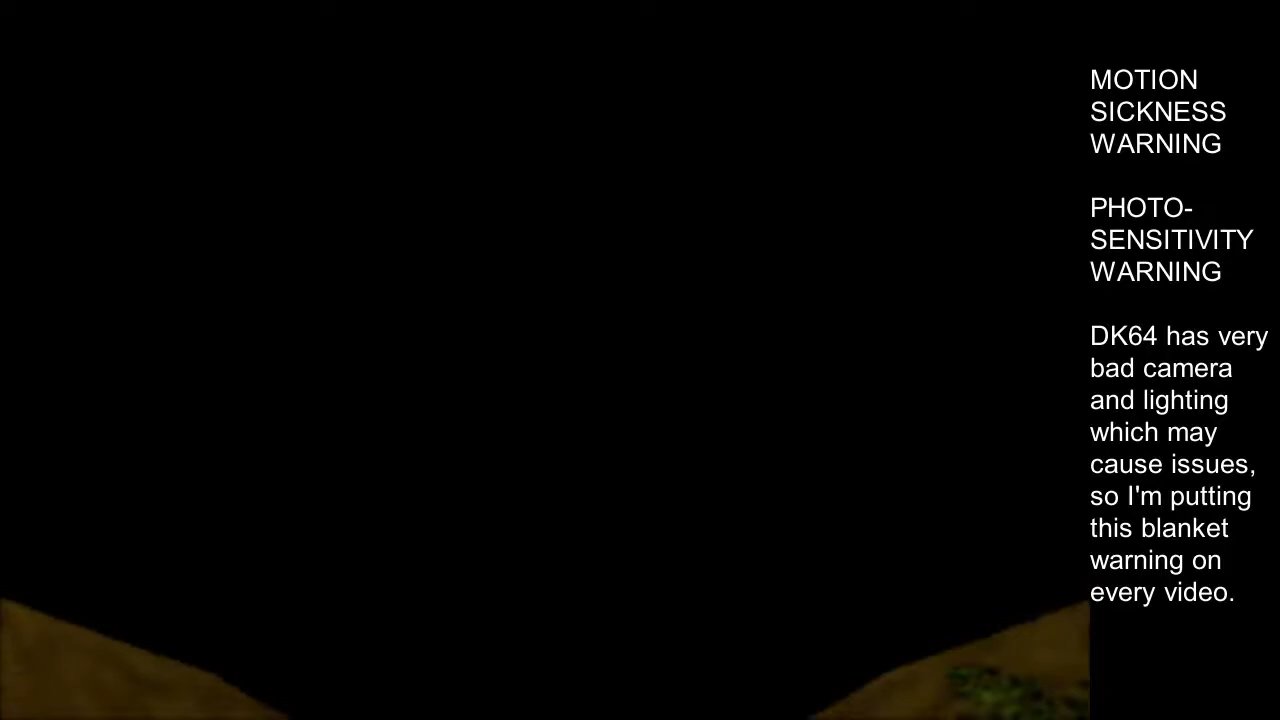 MOTION
SICKNESS
WARNING
PHOTO-
SENSITIVITY
WARNING
DK64 has very
bad camera
and lighting
which may
cause issues,
so I'm putting
this blanket
warning on
every video.